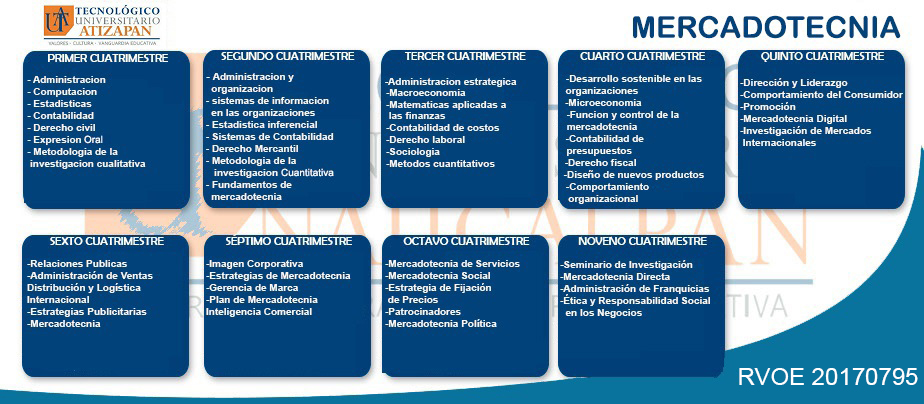 TECNOLÓGICO
UNIVERSITARIO
ATIZAPAN
VALORES · CULTURA · VANGUARDIA EDUCATIVA
MERCADOTECNIA
PRIMER CUATRIMESTRE
- Administracion
- Computacion
- Estadisticas
- Contabilidad
- Derecho civil
- Expresion Oral
- Metodologia de la
investigacion cualitativa
SEGUNDO CUATRIMESTRE
- Administracion y
organizacion
- sistemas de informacion
en las organizaciones
- Estadistica inferencial
- Sistemas de Contabilidad
- Derecho Mercantil
- Metodologia de la
investigacion Cuantitativa
- Fundamentos de
mercadotecnia
TERCER CUATRIMESTRE
-Administracion estrategica
-Macroeconomia
-Matematicas aplicadas a
las finanzas
-Contabilidad de costos
-Derecho laboral
-Sociologia
-Metodos cuantitativos
CUARTO CUATRIMESTRE
-Desarrollo sostenible en las
organizaciones
-Microeconomia
-Funcion y control de la
mercadotecnia
-Contabilidad de
presupuestos
-Derecho fiscal
-Diseño de nuevos productos
-Comportamiento
organizacional
QUINTO CUATRIMESTRE
-Dirección y Liderazgo
-Comportamiento del Consumidor
-Promoción
-Mercadotecnia Digital
-Investigación de Mercados
Internacionales
SEXTO CUATRIMESTRE
-Relaciones Publicas
-Administración de Ventas
Distribución y Logística
Internacional
-Estrategias Publicitarias
-Mercadotecnia
SÉPTIMO CUATRIMESTRE
-Imagen Corporativa
-Estrategias de Mercadotecnia
-Gerencia de Marca
-Plan de Mercadotecnia
Inteligencia Comercial
OCTAVO CUATRIMESTRE
-Mercadotecnia de Servicios
-Mercadotecnia Social
-Estrategia de Fijación
de Precios
-Patrocinadores
-Mercadotecnia Política
NOVENO CUATRIMESTRE
-Seminario de Investigación
-Mercadotecnia Directa
-Administración de Franquicias
-Ética y Responsabilidad Social
en los Negocios
RVOE 20170795